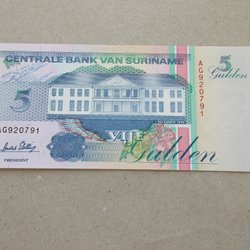 CENTRALE BANK VAN SURINAME
5
Gulden
AG920791
5
AG920791
VIJF
Gulden
PRESIDENT